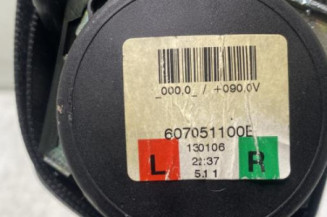 _000.0_ / +090.0V
607051100E
130106
L 21:37 R
5.1 1